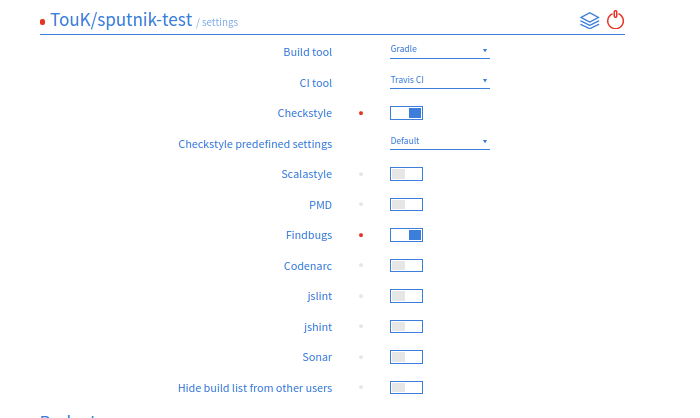 TouK/sputnik-test / settings
Build tool Gradle
CI tool Travis CI
Checkstyle
Checkstyle predefined settings Default
Scalastyle
PMD
Findbugs
Codenarc
jslint
jshint
Sonar
Hide build list from other users